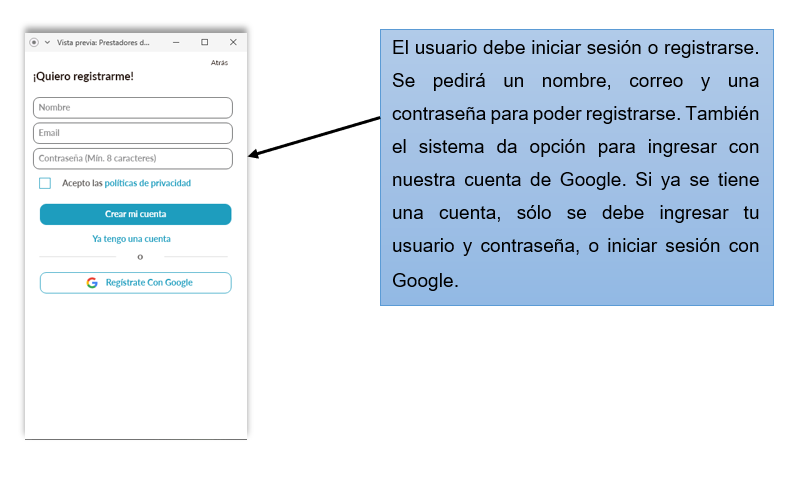 Vista previa: Prestadores d...
Atrás
¡Quiero registrarme!
Nombre
Email
Contraseña (Mín. 8 caracteres)
Acepto las políticas de privacidad
Crear mi cuenta
Ya tengo una cuenta
O
Regístrate Con Google
El usuario debe iniciar sesión o registrarse.
Se pedirá un nombre, correo y una
contraseña para poder registrarse. También
el sistema da opción para ingresar con
nuestra cuenta de Google. Si ya se tiene
una cuenta, sólo se debe ingresar tu
usuario y contraseña, o iniciar sesión con
Google.